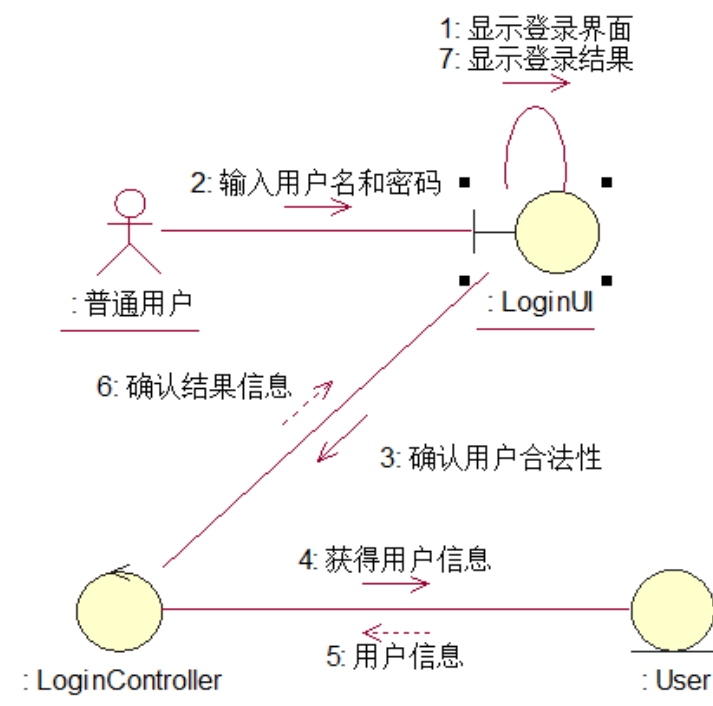 1: 显示登录界面
7: 显示登录结果
2: 输入用户名和密码
: 普通用户
: LoginUI
6: 确认结果信息
3: 确认用户合法性
4: 获得用户信息
5: 用户信息
: LoginController
: User